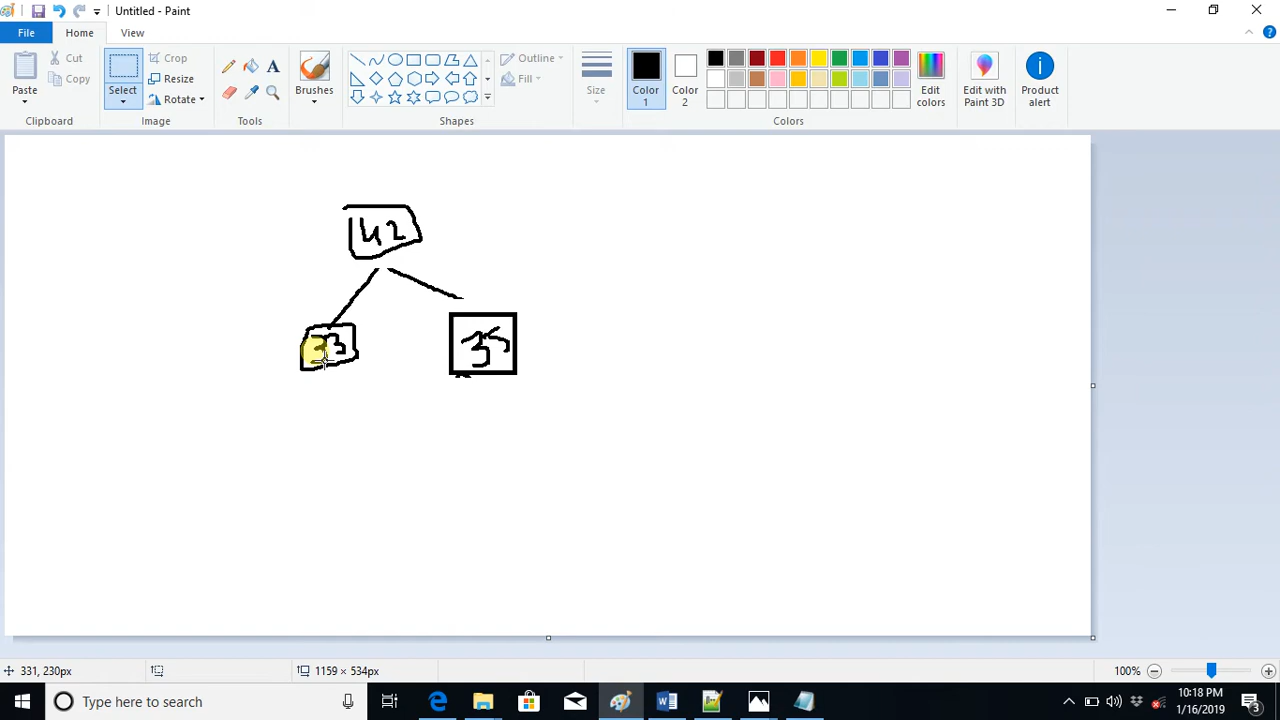 Untitled - Paint
File Home View
Paste Cut Copy Select Crop Resize Rotate Brushes Outline Fill Size Color 1 Color 2 Edit colors Edit with Paint 3D Product alert
Clipboard Image Tools Shapes Colors
42
33 35
331, 230px 1159 × 534px 100%
Type here to search 10:18 PM
1/16/2019 3